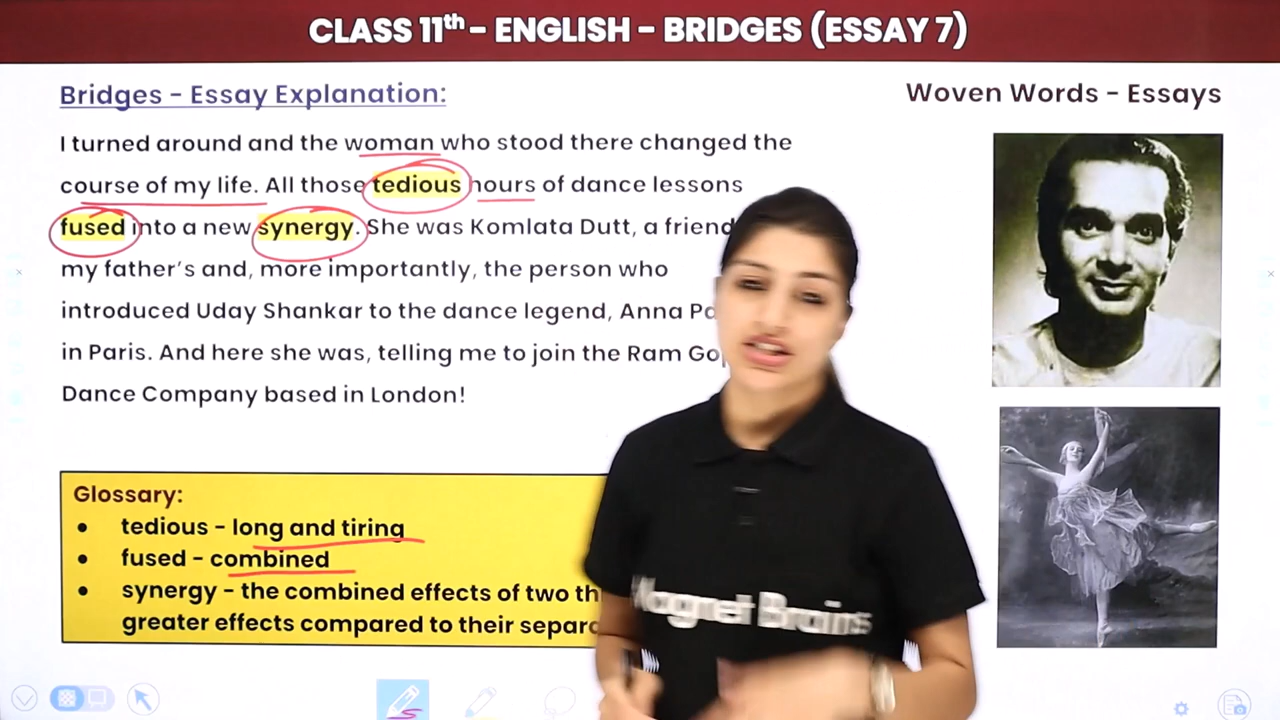 CLASS 11th - ENGLISH - BRIDGES (ESSAY 7)
Bridges - Essay Explanation:
Woven Words - Essays
I turned around and the woman who stood there changed the
course of my life. All those tedious hours of dance lessons
fused into a new synergy. She was Komlata Dutt, a friend
my father's and, more importantly, the person who
introduced Uday Shankar to the dance legend, Anna
in Paris. And here she was, telling me to join the Ram
Dance Company based in London!
Glossary:
• tedious - long and tiring
• fused - combined
• synergy - the combined effects of two
greater effects compared to their
Magnet Brains